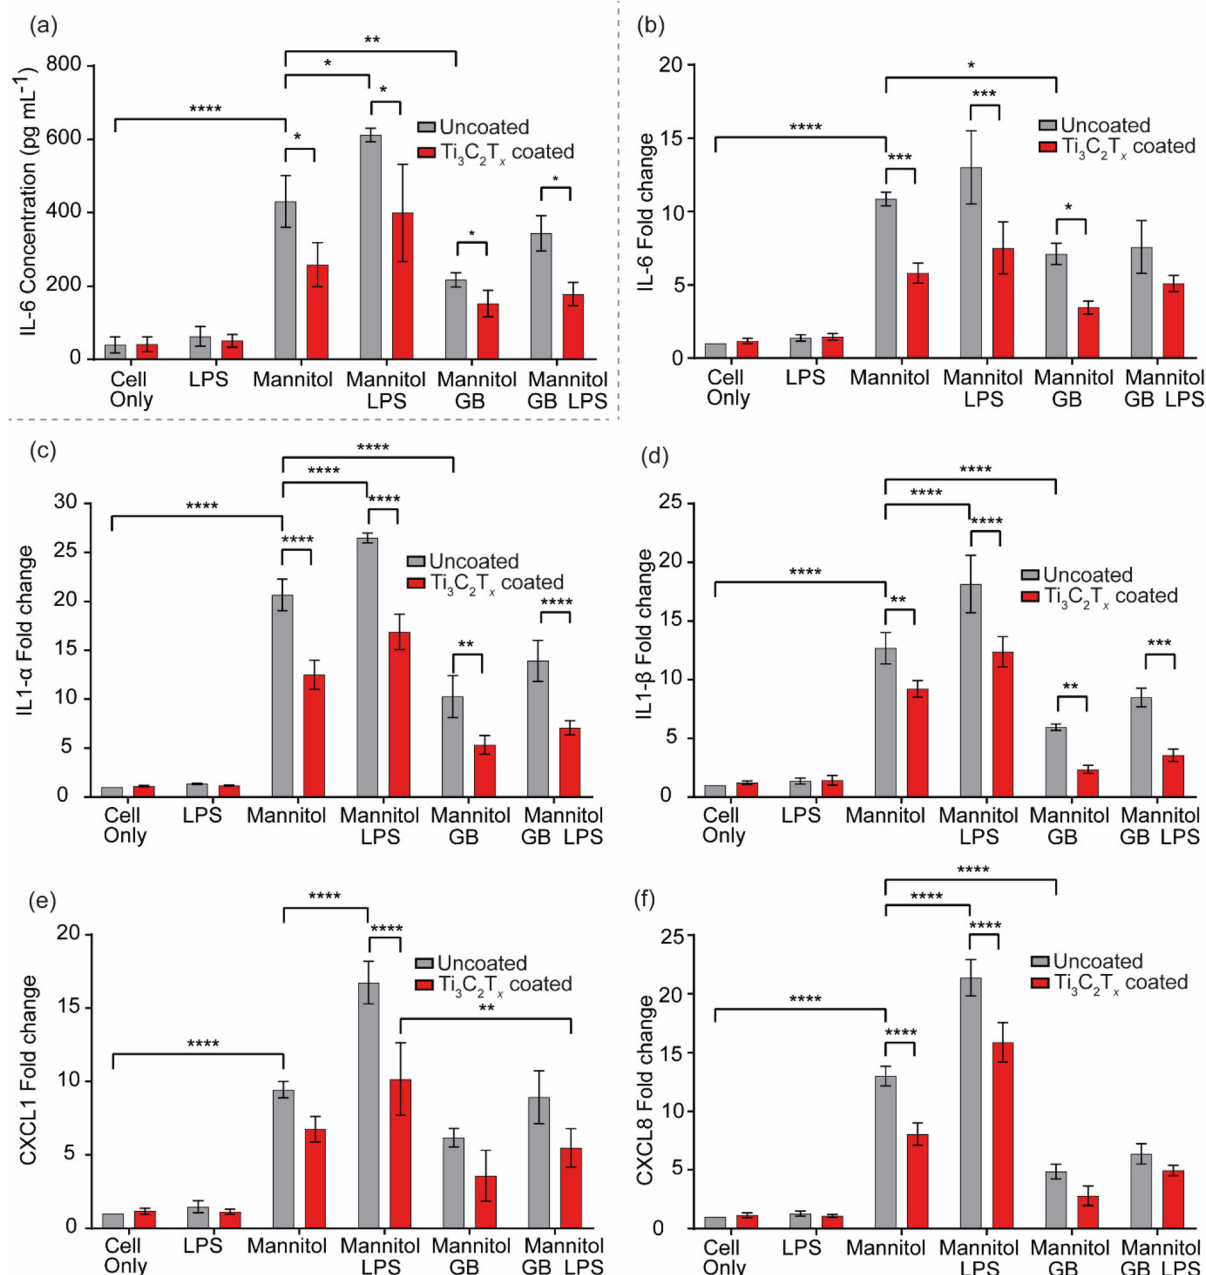 (a)
IL-6 Concentration (pg mL⁻¹)
800
600
400
200
0
**
*
*
****
*
*
*
Uncoated
Ti₃C₂Tₓ coated
Cell Only
LPS
Mannitol
Mannitol LPS
Mannitol GB
Mannitol GB LPS
(b)
IL-6 Fold change
20
15
10
5
0
*
***
****
***
*
Uncoated
Ti₃C₂Tₓ coated
Cell Only
LPS
Mannitol
Mannitol LPS
Mannitol GB
Mannitol GB LPS
(c)
IL1-α Fold change
30
25
20
15
10
5
0
****
****
****
****
****
**
****
Uncoated
Ti₃C₂Tₓ coated
Cell Only
LPS
Mannitol
Mannitol LPS
Mannitol GB
Mannitol GB LPS
(d)
IL1-β Fold change
25
20
15
10
5
0
****
****
****
****
**
**
***
Uncoated
Ti₃C₂Tₓ coated
Cell Only
LPS
Mannitol
Mannitol LPS
Mannitol GB
Mannitol GB LPS
(e)
CXCL1 Fold change
20
15
10
5
0
****
****
**
****
Uncoated
Ti₃C₂Tₓ coated
Cell Only
LPS
Mannitol
Mannitol LPS
Mannitol GB
Mannitol GB LPS
(f)
CXCL8 Fold change
25
20
15
10
5
0
****
****
****
****
****
Uncoated
Ti₃C₂Tₓ coated
Cell Only
LPS
Mannitol
Mannitol LPS
Mannitol GB
Mannitol GB LPS